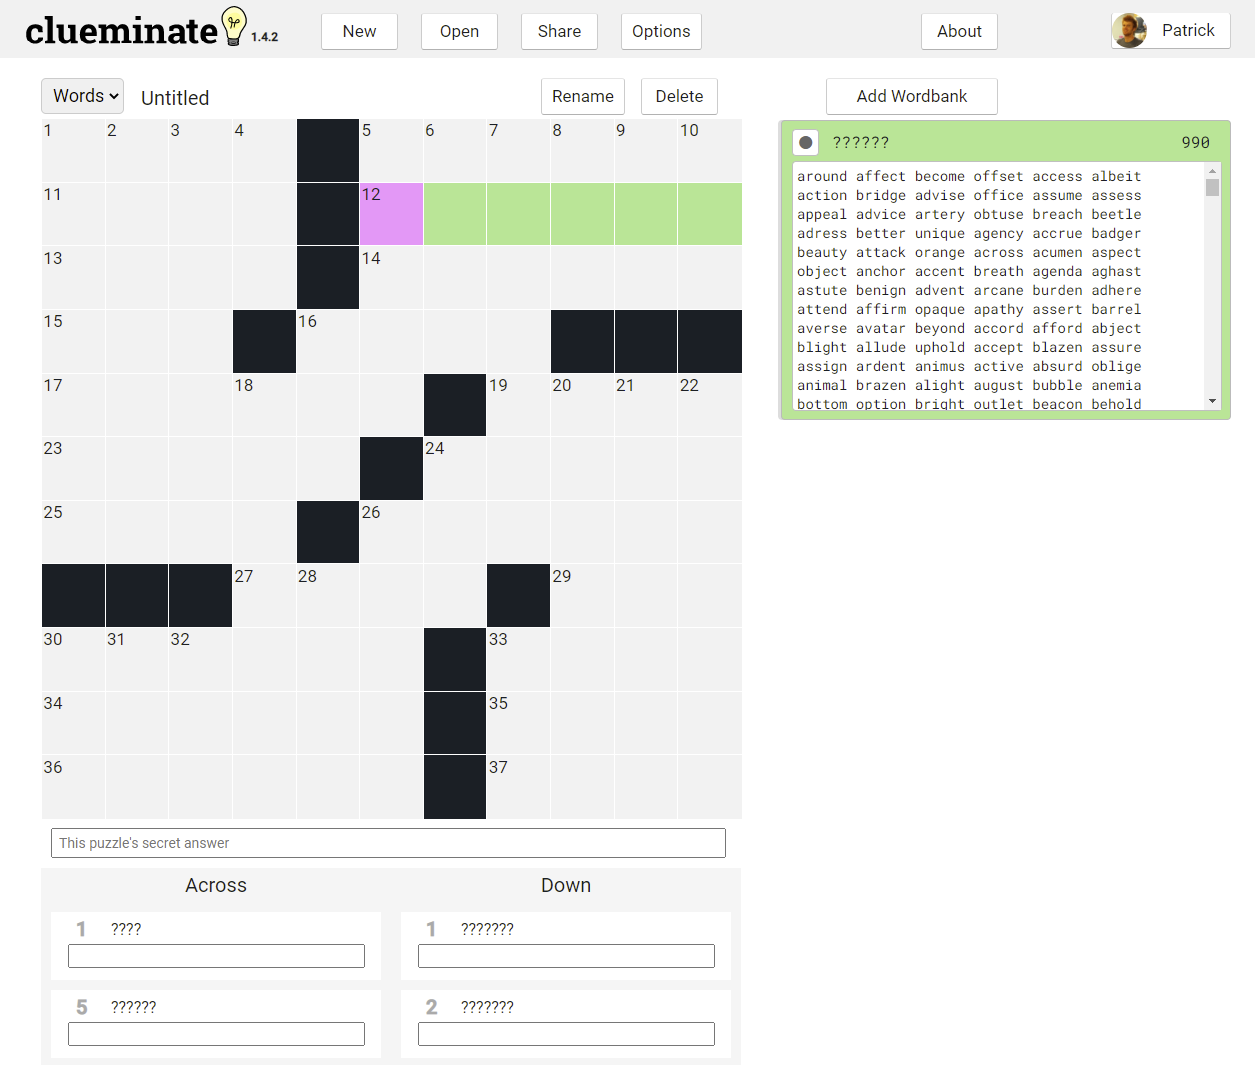 clueminate 1.4.2 New Open Share Options About Patrick
Words Untitled Rename Delete Add Wordbank
1 2 3 4 5 6 7 8 9 10
11 12
13 14
15 16
17 18 19 20 21 22
23 24
25 26
27 28 29
30 31 32 33
34 35
36 37
?????? 990
around affect become offset access albeit
action bridge advise office assume assess
appeal advice artery obtuse breach beetle
adress better unique agency accrue badger
beauty attack orange across acumen aspect
object anchor accent breath agenda aghast
astute benign advent arcane burden adhere
attend affirm opaque apathy assert barrel
averse avatar beyond accord afford abject
blight allude uphold accept blazen assure
assign ardent animus active absurd oblige
animal brazen alight august bubble anemia
bottom option bright outlet beacon behold
This puzzle's secret answer
Across Down
1 ???? 1 ???????
5 ?????? 2 ???????